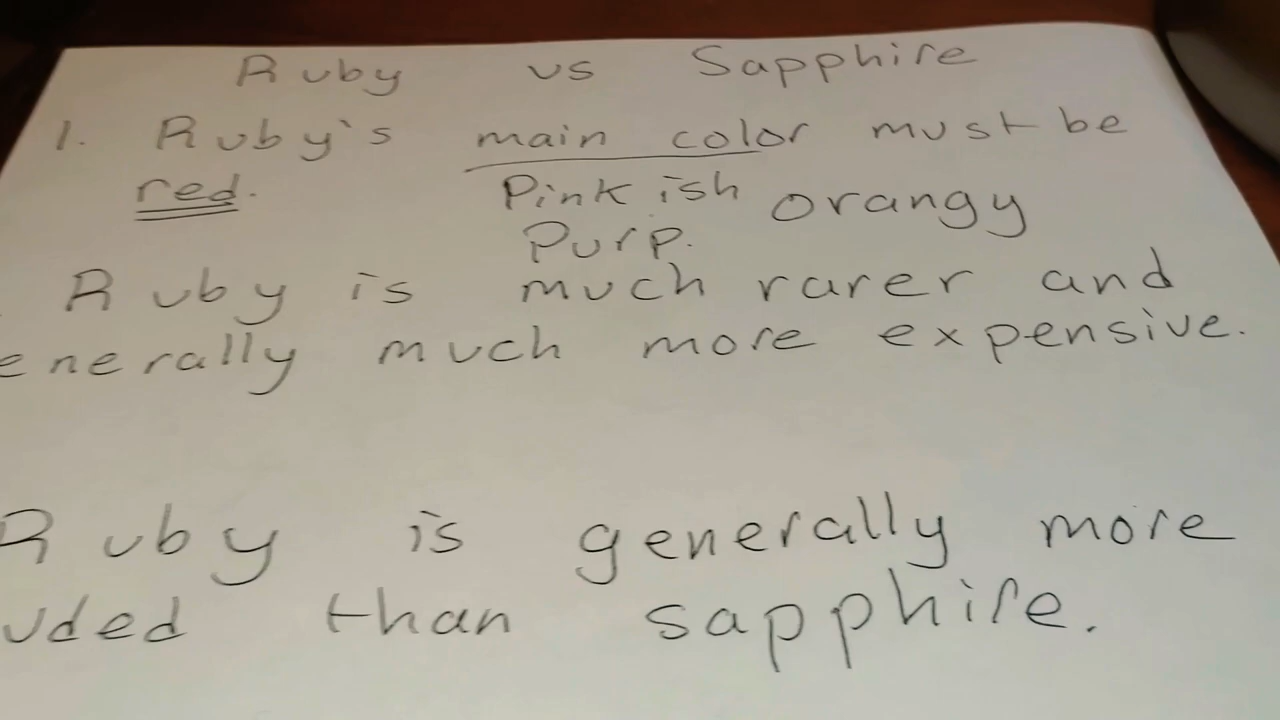 Ruby vs Sapphire
1. Ruby's main color must be
red. Pinkish orangy
Purp.
Ruby is much rarer and
enerally much more expensive.
Ruby is generally more
uded than sapphire.